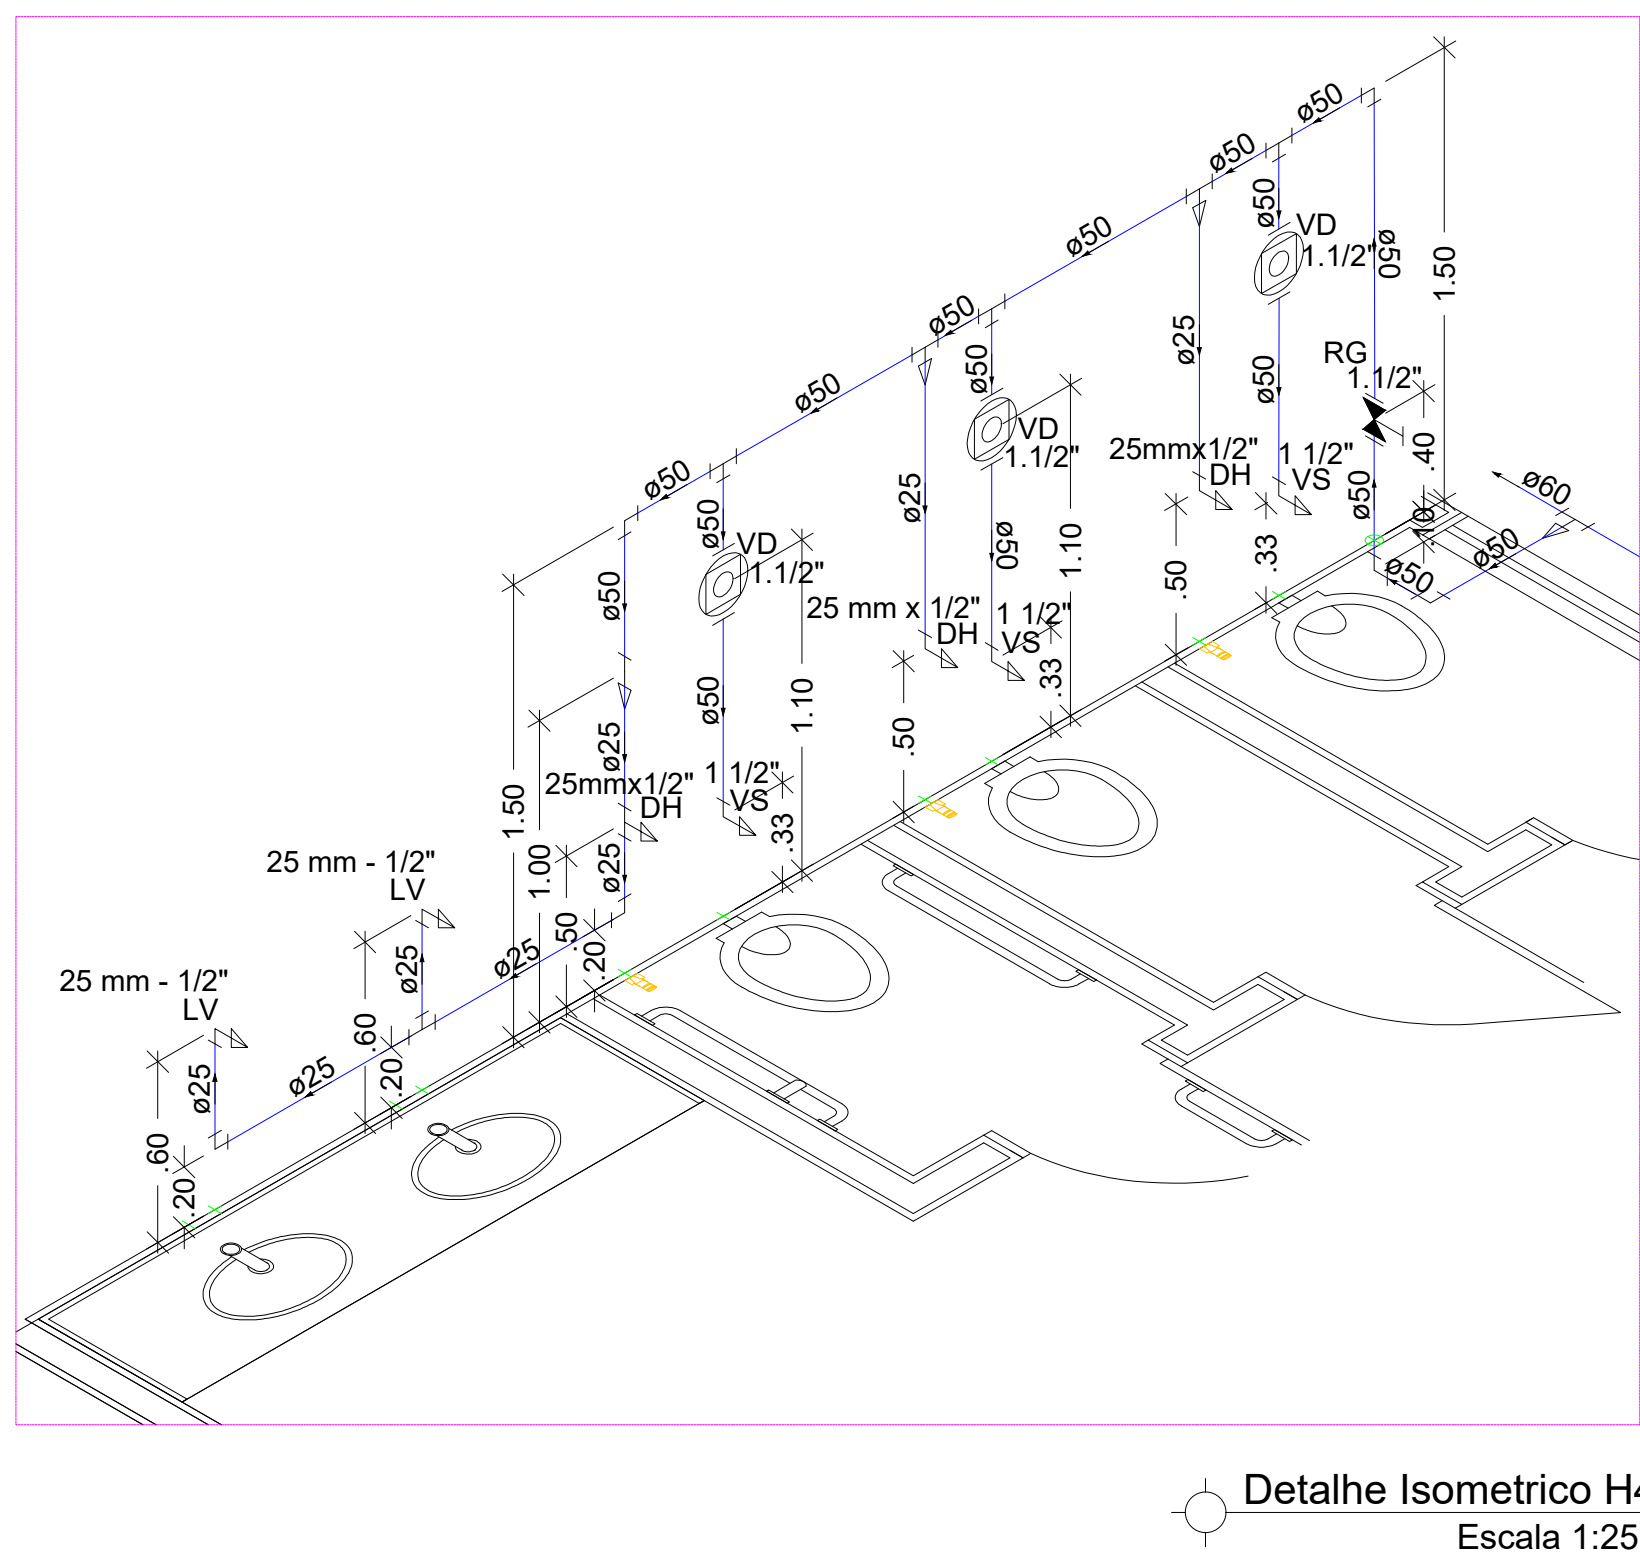 ø50
ø50
ø50
VD
1.1/2"
ø50
1.50
ø50
ø50
ø50
ø25
ø50
RG
1.1/2"
ø50
ø50
VD
1.1/2"
25mmx1/2"
DH
1 1/2"
VS
.40
ø50
ø60
ø50
.10
ø50
ø50
ø50
VD
1.1/2"
ø25
ø50
1.10
.50
.33
ø50
25 mm x 1/2"
DH
1 1/2"
VS
.33
ø50
ø25
1.10
.50
25mmx1/2"
DH
1 1/2"
VS
.33
1.50
1.00
ø25
.50
.20
25 mm - 1/2"
LV
ø25
ø25
.60
.20
25 mm - 1/2"
LV
ø25
ø25
.60
.20
Detalhe Isometrico H4
Escala 1:25